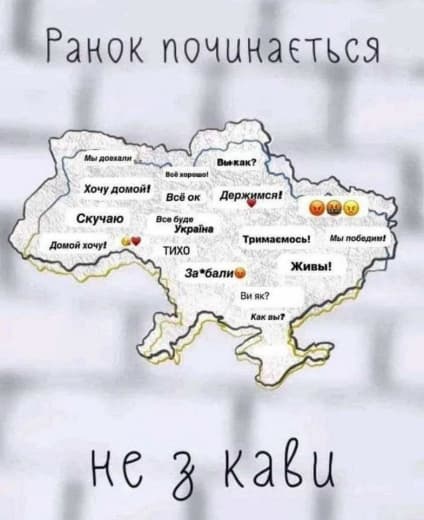 Ранок починається
Мы доехали
Вы как?
Всё хорошо!
Хочу домой!
Всё ок
Держимся!
Скучаю
Все буде
Україна
Тримаємось!
Мы победим!
Домой хочу!
тихо
Живы!
За*бали
Ви як?
Как вы?
не з кави